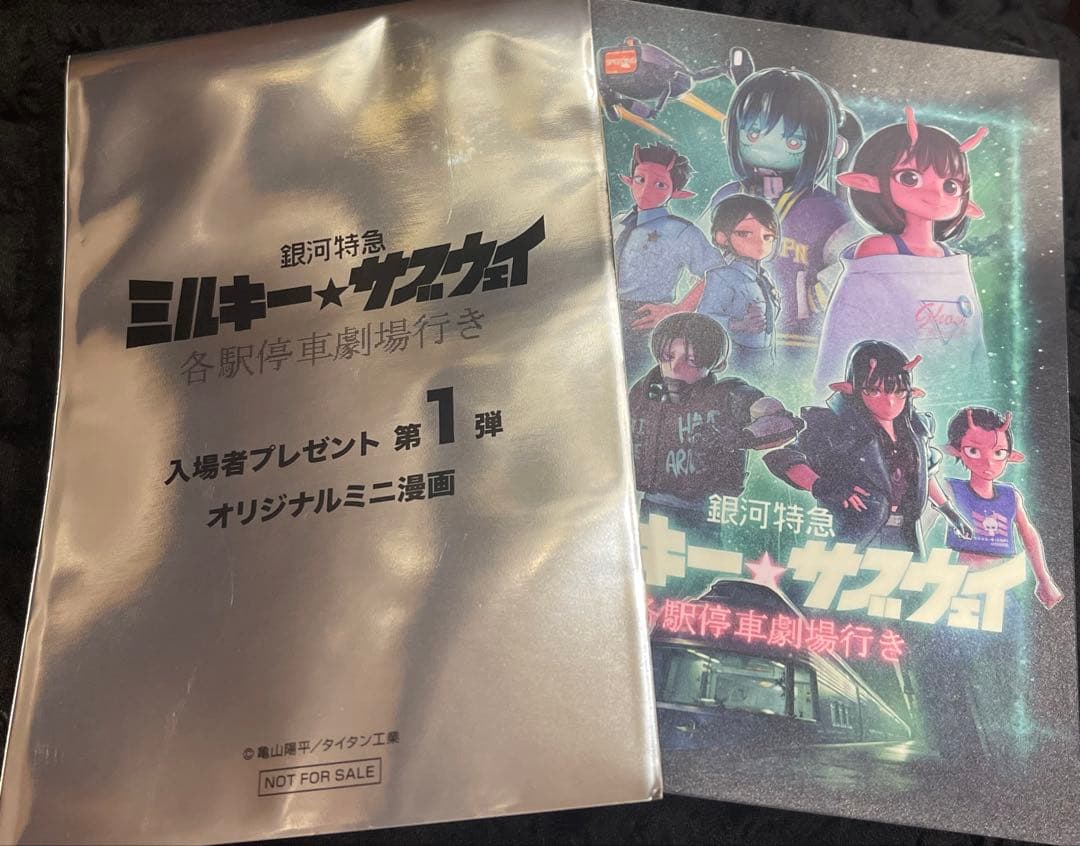 銀河特急
ミルキー★サブウェイ
各駅停車劇場行き
入場者プレゼント 第1弾
オリジナルミニ漫画
©亀山陽平/タイタン工業
NOT FOR SALE
PN
銀河特急
キー★サブウェイ
各駅停車劇場行き